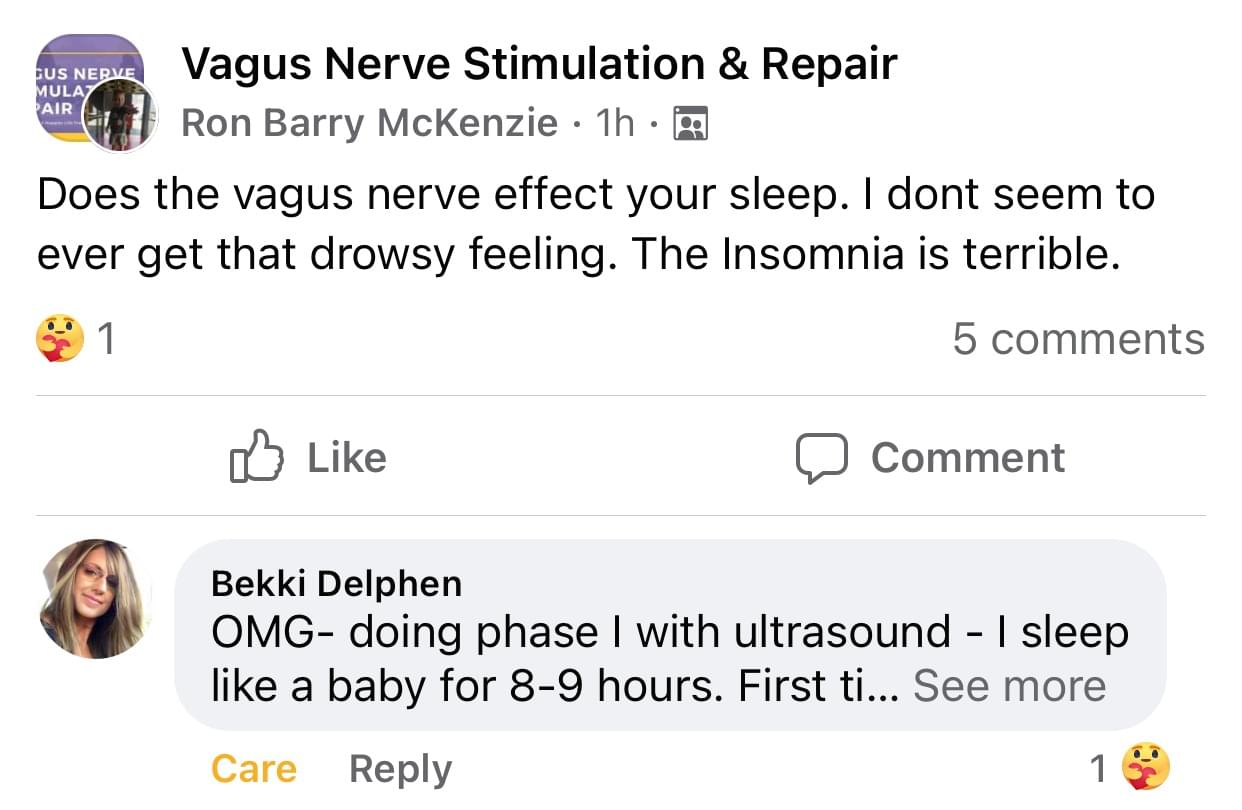 GUS NERVE
MULAT
PAIR
Vagus Nerve Stimulation & Repair
Ron Barry McKenzie · 1h ·
Does the vagus nerve effect your sleep. I dont seem to
ever get that drowsy feeling. The Insomnia is terrible.
1
5 comments
Like
Comment
Bekki Delphen
OMG- doing phase I with ultrasound - I sleep
like a baby for 8-9 hours. First ti... See more
Care Reply
1